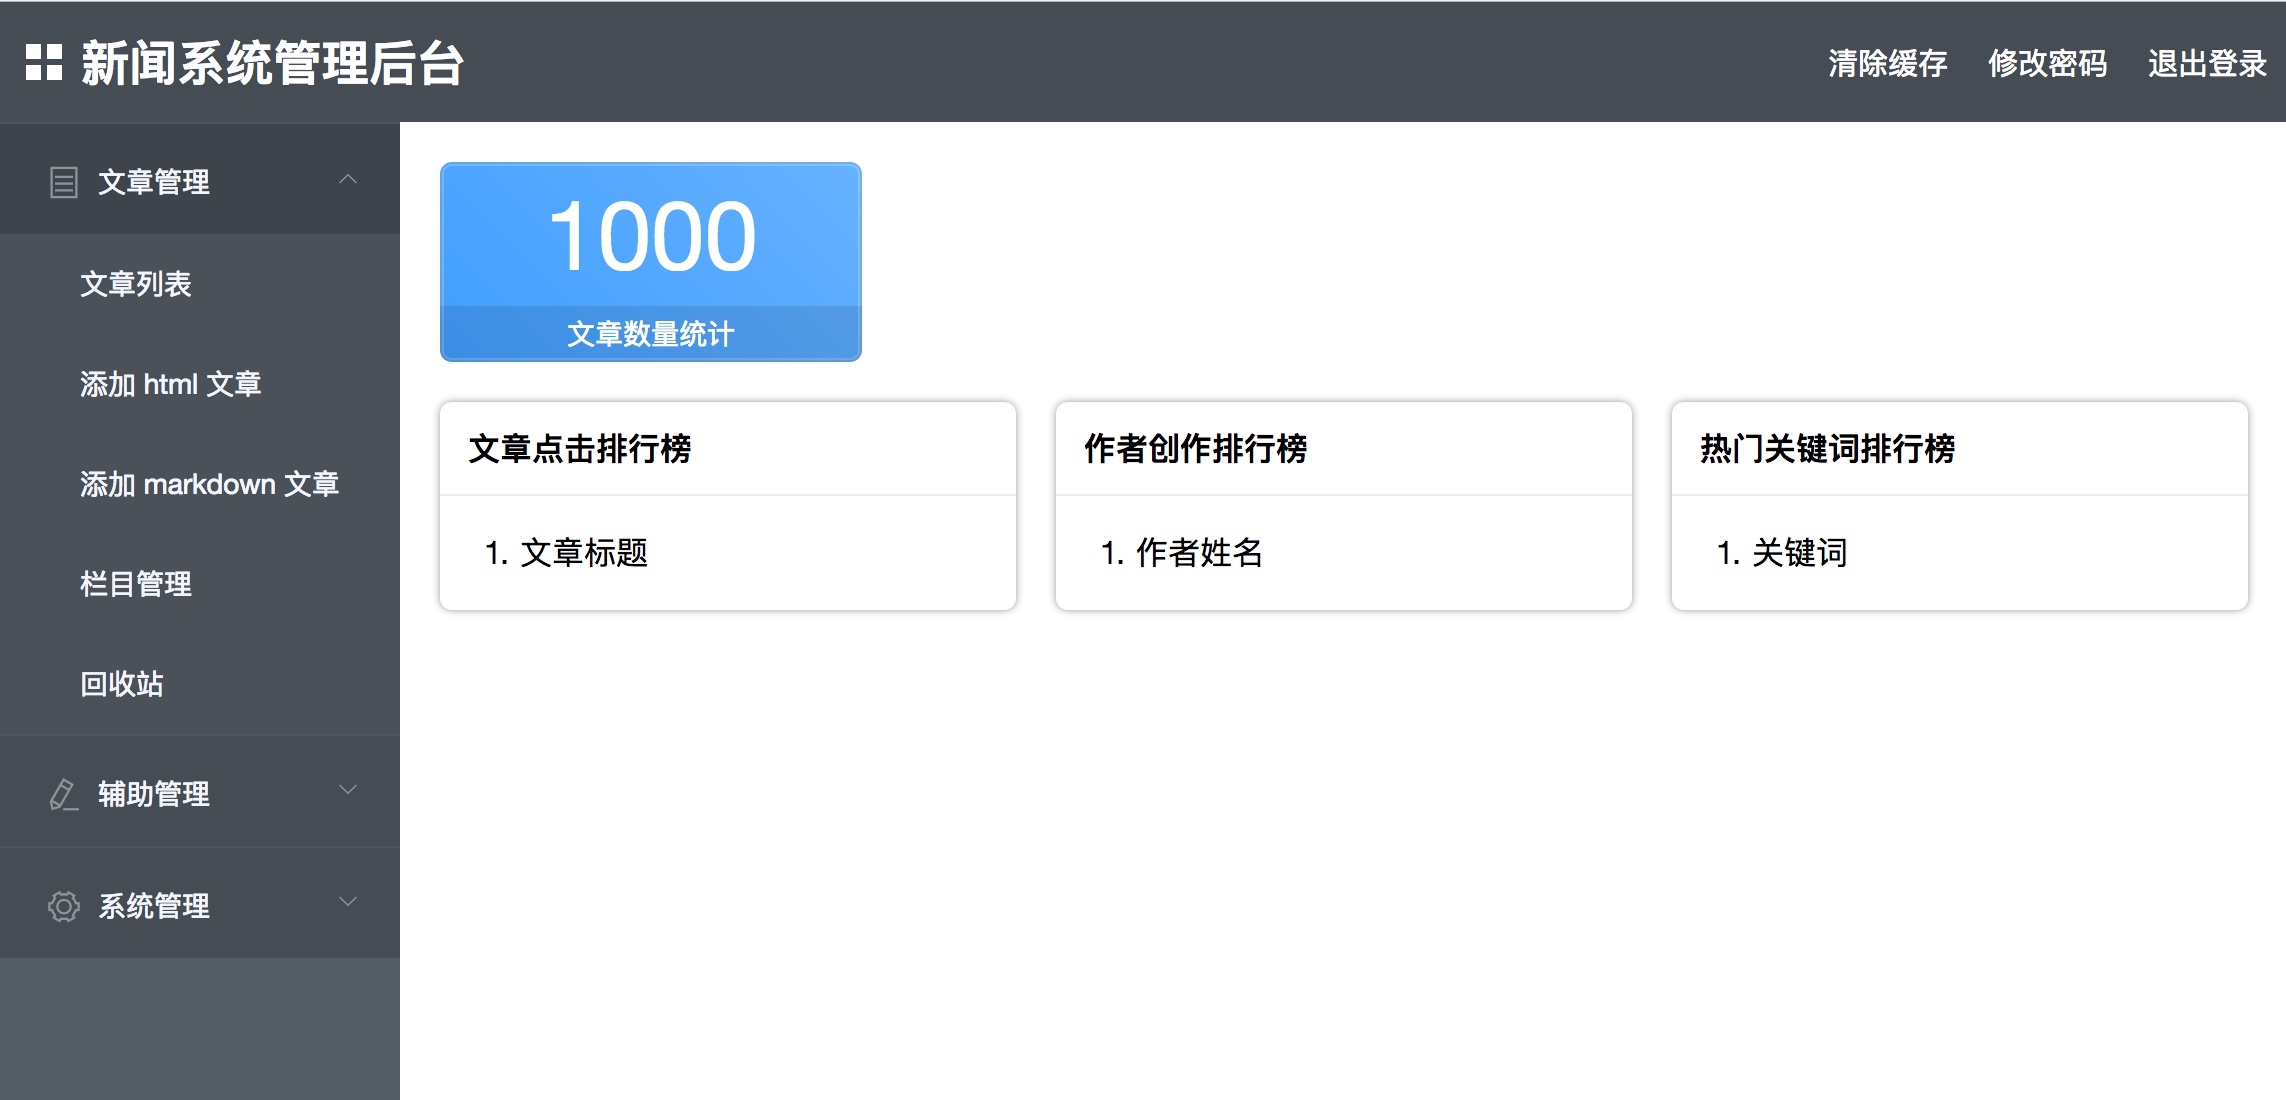 新闻系统管理后台
清除缓存 修改密码 退出登录
文章管理
文章列表
添加 html 文章
添加 markdown 文章
栏目管理
回收站
辅助管理
系统管理
1000
文章数量统计
文章点击排行榜
1. 文章标题
作者创作排行榜
1. 作者姓名
热门关键词排行榜
1. 关键词